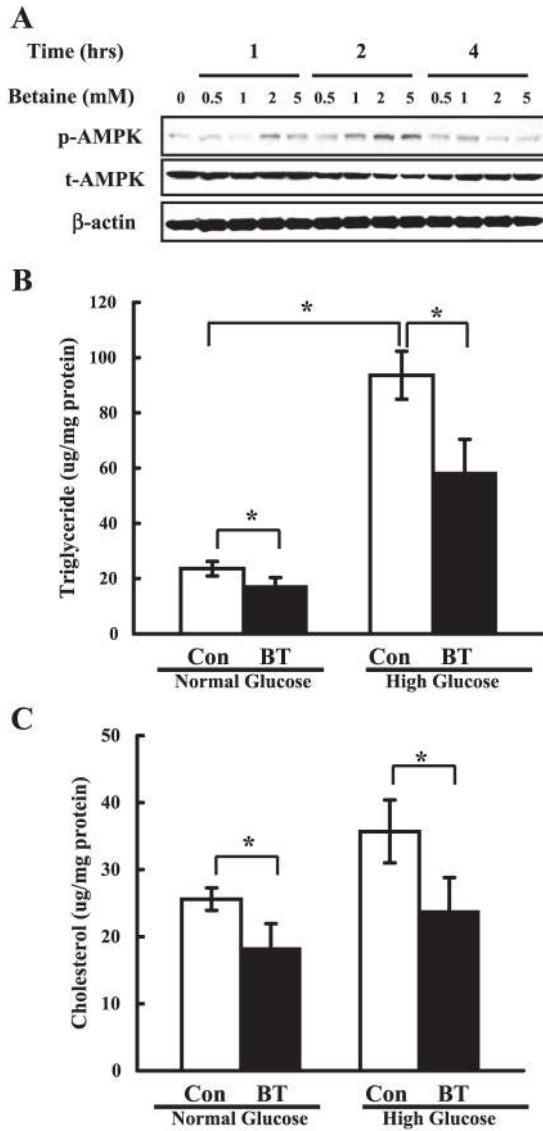 A
Time (hrs) 1 2 4
Betaine (mM) 0 0.5 1 2 5 0.5 1 2 5 0.5 1 2 5
p-AMPK
t-AMPK
β-actin
B
Triglyceride (ug/mg protein)
120
100
80
60
40
20
0
*
*
*
Con BT Con BT
Normal Glucose High Glucose
C
Cholesterol (ug/mg protein)
50
40
30
20
10
0
*
*
Con BT Con BT
Normal Glucose High Glucose